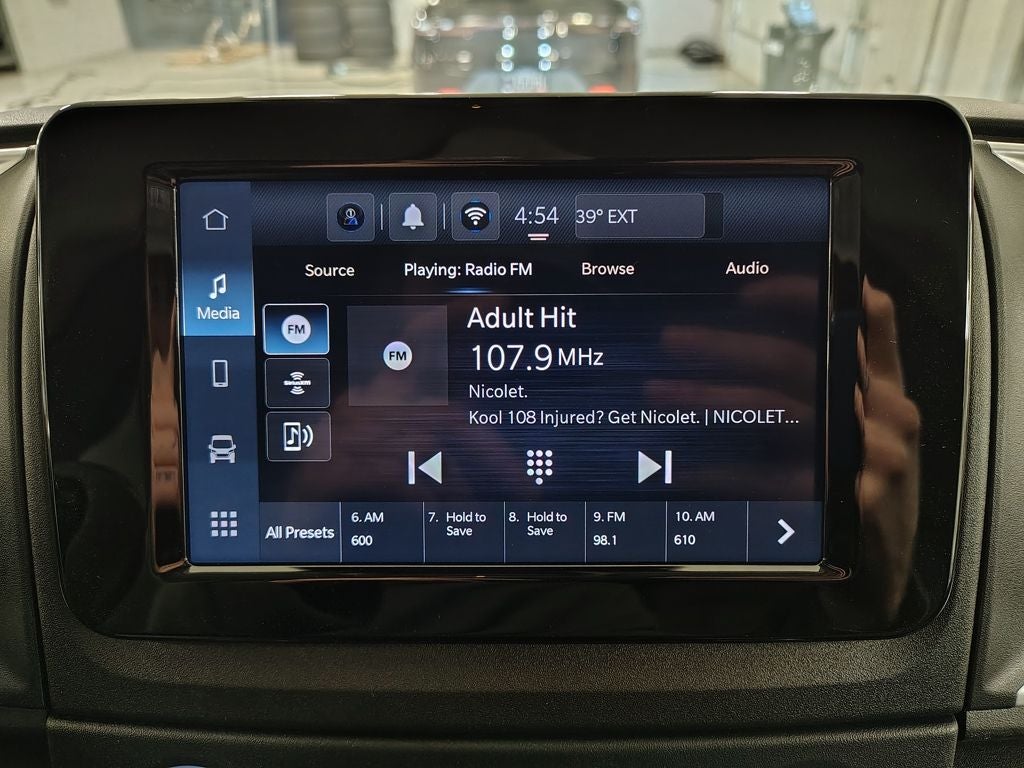 4:54
39° EXT
Source
Playing: Radio FM
Browse
Audio
Media
FM
FM
SiriusXM
Adult Hit
107.9 MHz
Nicolet.
Kool 108 Injured? Get Nicolet. | NICOLET...
All Presets
6. AM
600
7. Hold to
Save
8. Hold to
Save
9. FM
98.1
10. AM
610